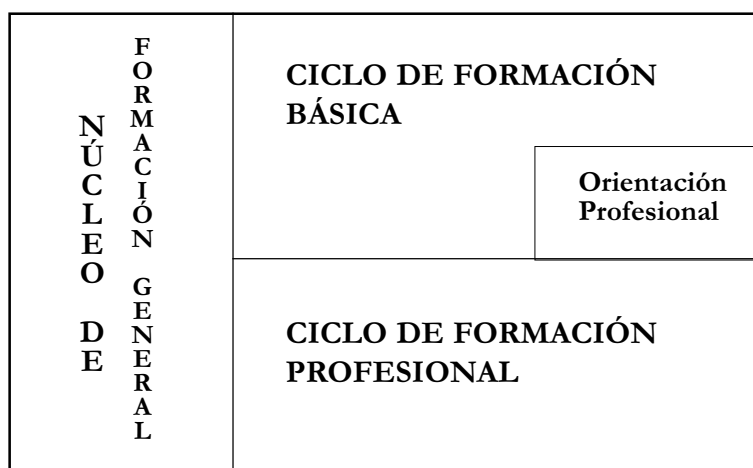 NÚCLEO DE
FORMACIÓN GENERAL
CICLO DE FORMACIÓN
BÁSICA
Orientación
Profesional
CICLO DE FORMACIÓN
PROFESIONAL